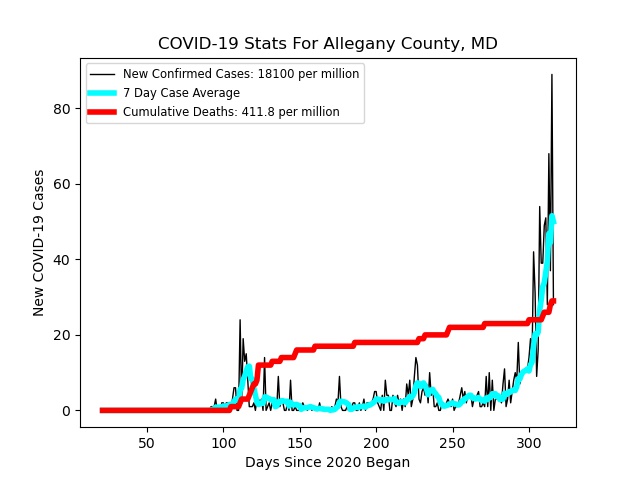 COVID-19 Stats For Allegany County, MD
New Confirmed Cases: 18100 per million
7 Day Case Average
Cumulative Deaths: 411.8 per million
New COVID-19 Cases
80
60
40
20
0
50 100 150 200 250 300
Days Since 2020 Began